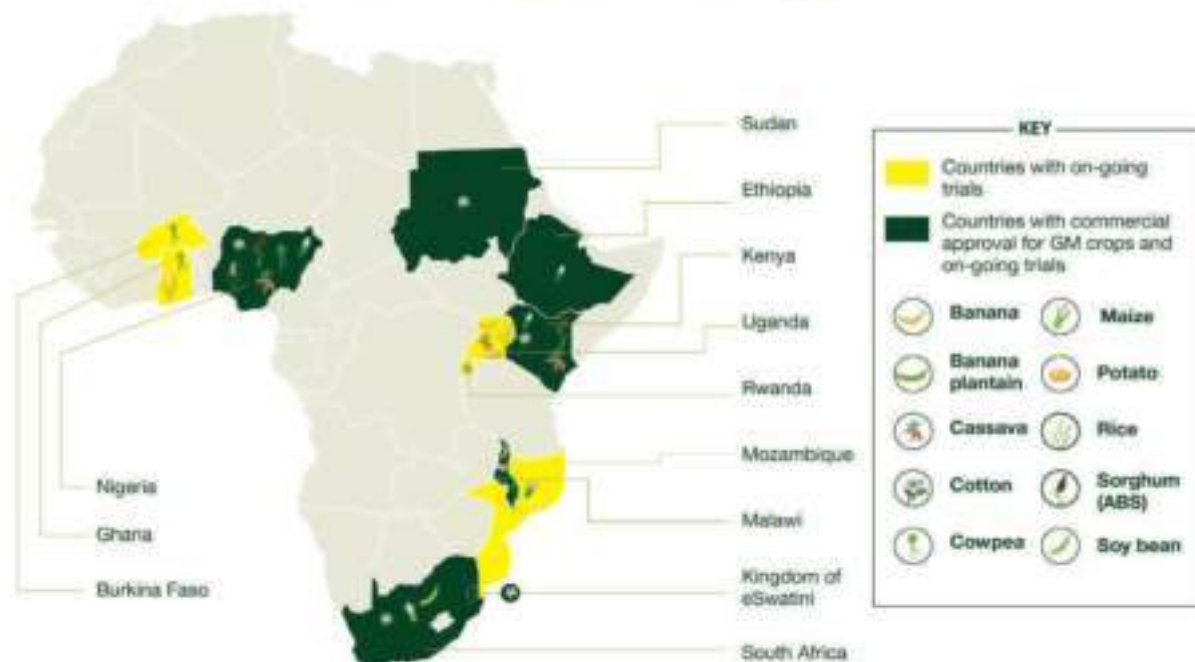 Sudan
Ethiopia
Kenya
Uganda
Rwanda
Mozambique
Malawi
Kingdom of
eSwatini
South Africa
Nigeria
Ghana
Burkina Faso
KEY
Countries with on-going
trials
Countries with commercial
approval for GM crops and
on-going trials
Banana
Maize
Banana
plantain
Potato
Cassava
Rice
Cotton
Sorghum
(ABS)
Cowpea
Soy bean